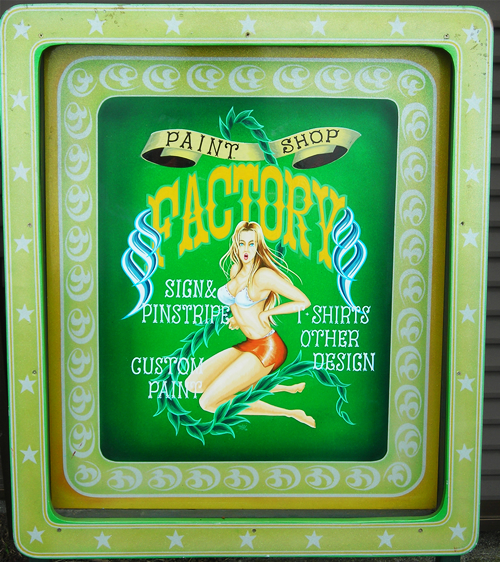 PAINT SHOP
FACTORY
SIGN &
PINSTRIPE
T-SHIRTS
OTHER
DESIGN
CUSTOM
PAINT